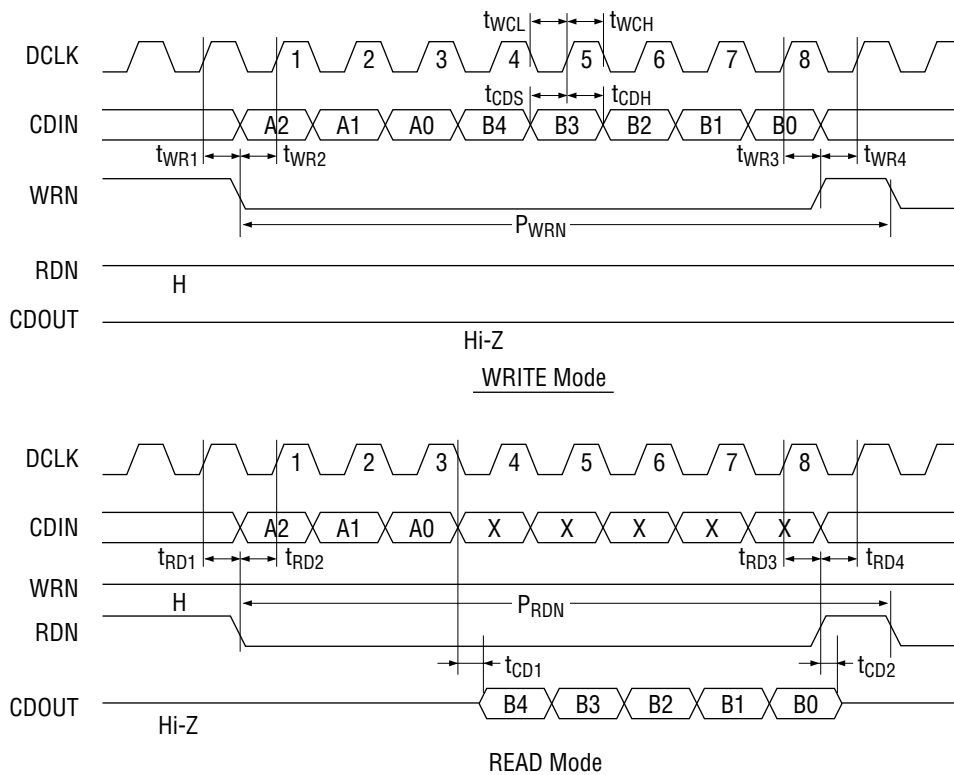 tWCL tWCH
DCLK 1 2 3 4 5 6 7 8
tCDS tCDH
CDIN A2 A1 A0 B4 B3 B2 B1 B0
tWR1 tWR2 tWR3 tWR4
WRN
PWRN
RDN
H
CDOUT
Hi-Z
WRITE Mode
DCLK 1 2 3 4 5 6 7 8
CDIN A2 A1 A0 X X X X X
tRD1 tRD2 tRD3 tRD4
WRN
H PRDN
RDN
tCD1 tCD2
CDOUT B4 B3 B2 B1 B0
Hi-Z
READ Mode